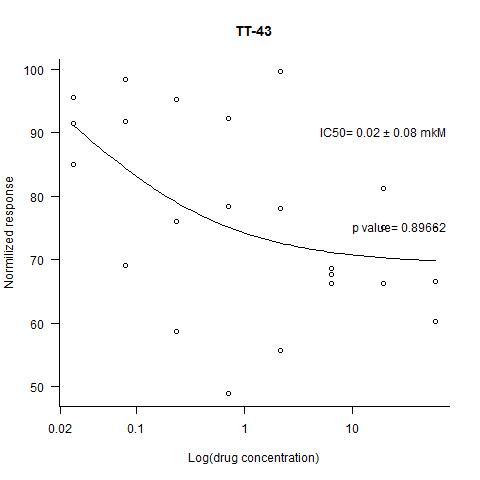 TT-43
100
90
80
70
60
50
Normilized response
IC50= 0.02 ± 0.08 mkM
p value= 0.89662
0.02 0.1 1 10
Log(drug concentration)